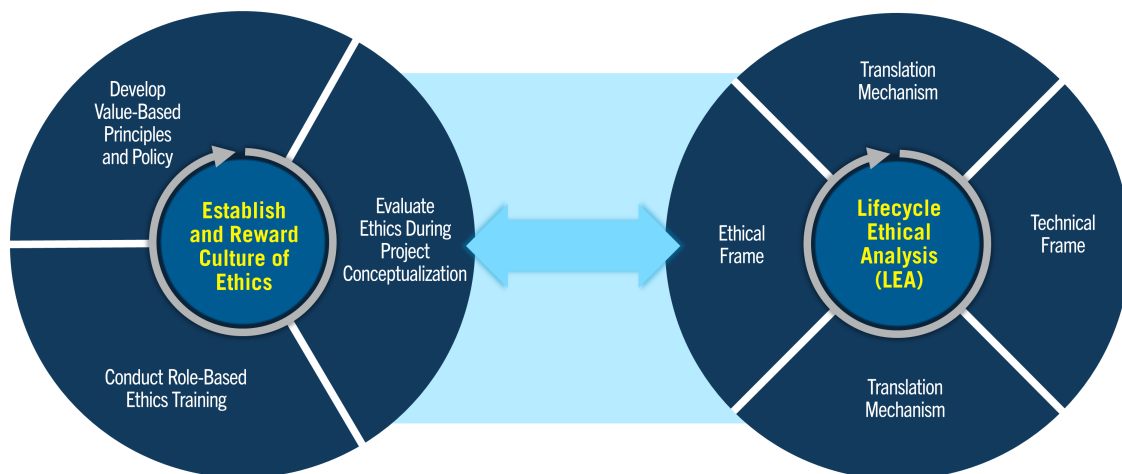 Develop
Value-Based
Principles
and Policy
Establish
and Reward
Culture of
Ethics
Evaluate
Ethics During
Project
Conceptualization
Conduct Role-Based
Ethics Training
Translation
Mechanism
Ethical
Frame
Lifecycle
Ethical
Analysis
(LEA)
Technical
Frame
Translation
Mechanism